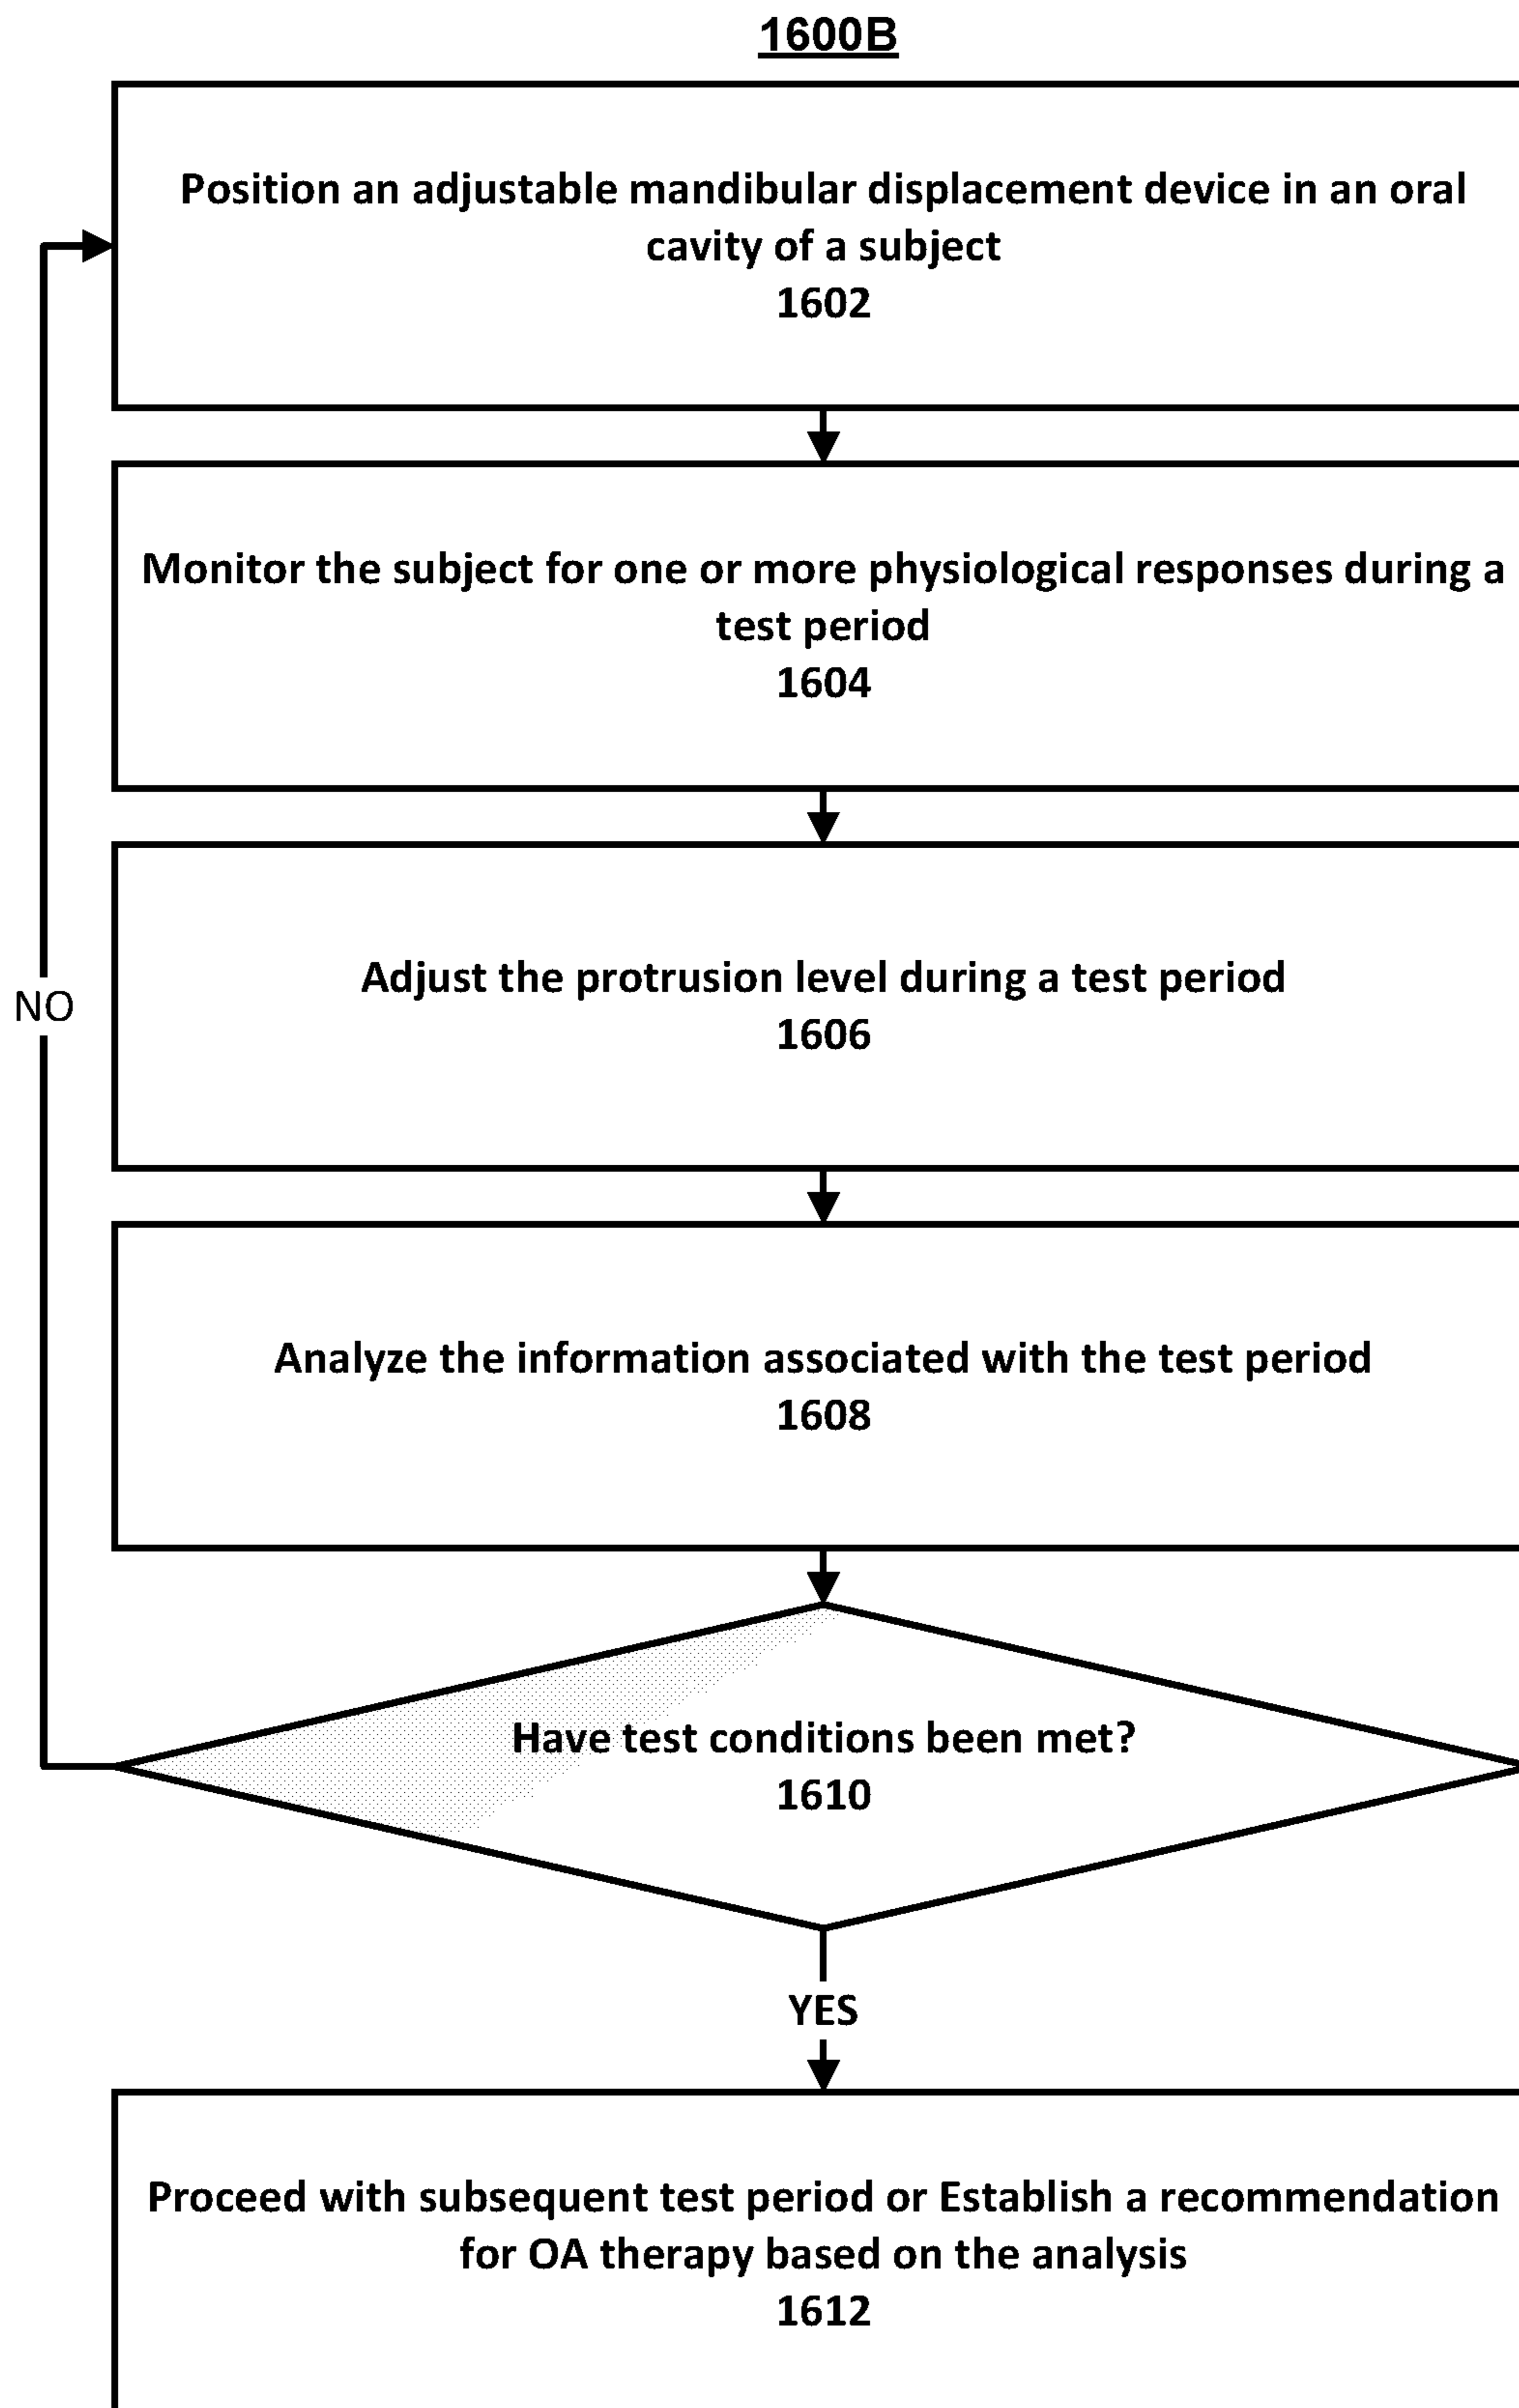 1600B
Position an adjustable mandibular displacement device in an oral
cavity of a subject
1602
Monitor the subject for one or more physiological responses during a
test period
1604
Adjust the protrusion level during a test period
1606
NO
Analyze the information associated with the test period
1608
Have test conditions been met?
1610
YES
Proceed with subsequent test period or Establish a recommendation
for OA therapy based on the analysis
1612